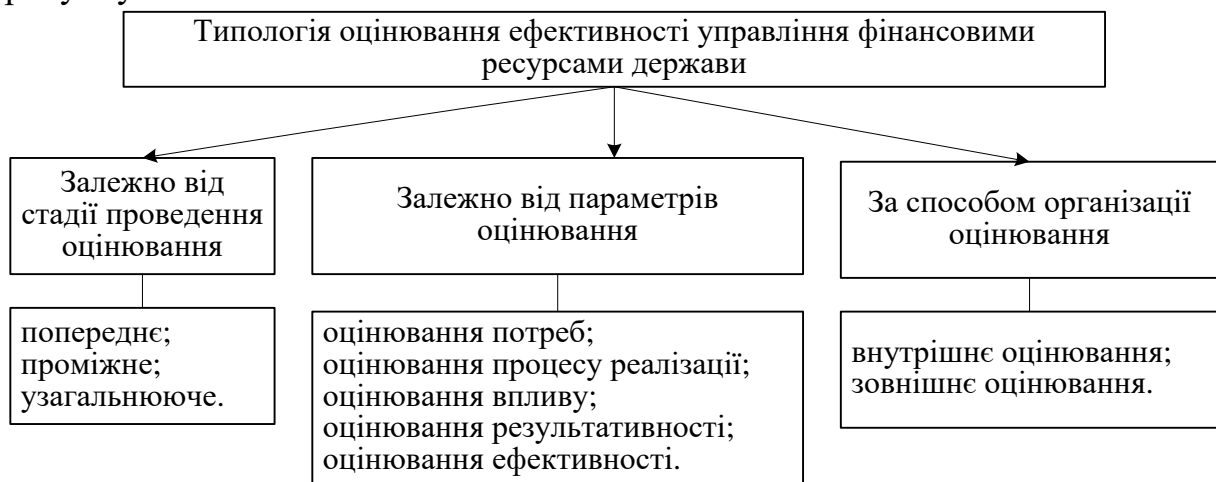 Типологія оцінювання ефективності управління фінансовими
ресурсами держави
Залежно від
стадії проведення
оцінювання
Залежно від параметрів
оцінювання
За способом організації
оцінювання
попереднє;
проміжне;
узагальнююче.
оцінювання потреб;
оцінювання процесу реалізації;
оцінювання впливу;
оцінювання результативності;
оцінювання ефективності.
внутрішнє оцінювання;
зовнішнє оцінювання.